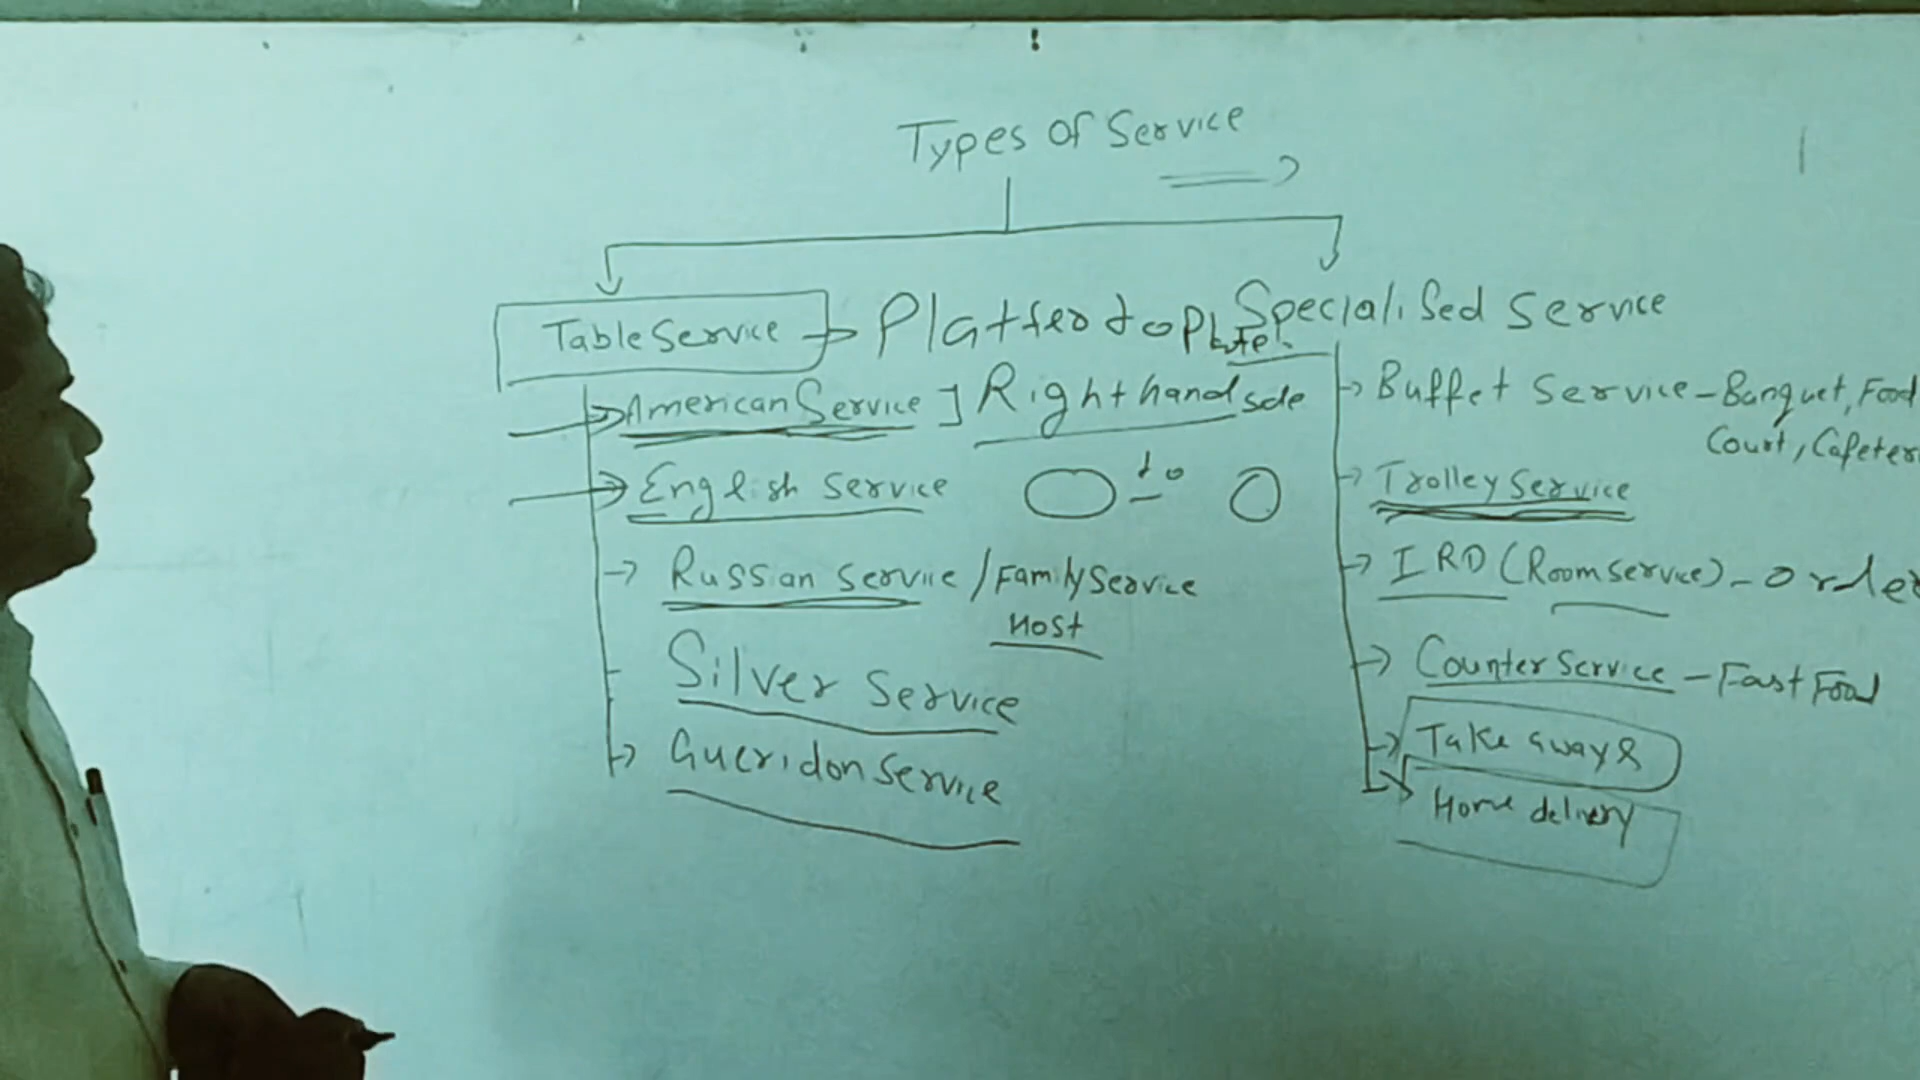 Types of Service
Table Service → Platter to Plate
American Service ] Right hand side
English Service to
Russian Service / Family Service
Host
Silver Service
Gueridon Service
Specialised Service
Buffet Service - Banquet, Food
Court, Cafeter
Trolley Service
IRD (Room Service) - Order
Counter Service - Fast Food
Take away &
Home delivery